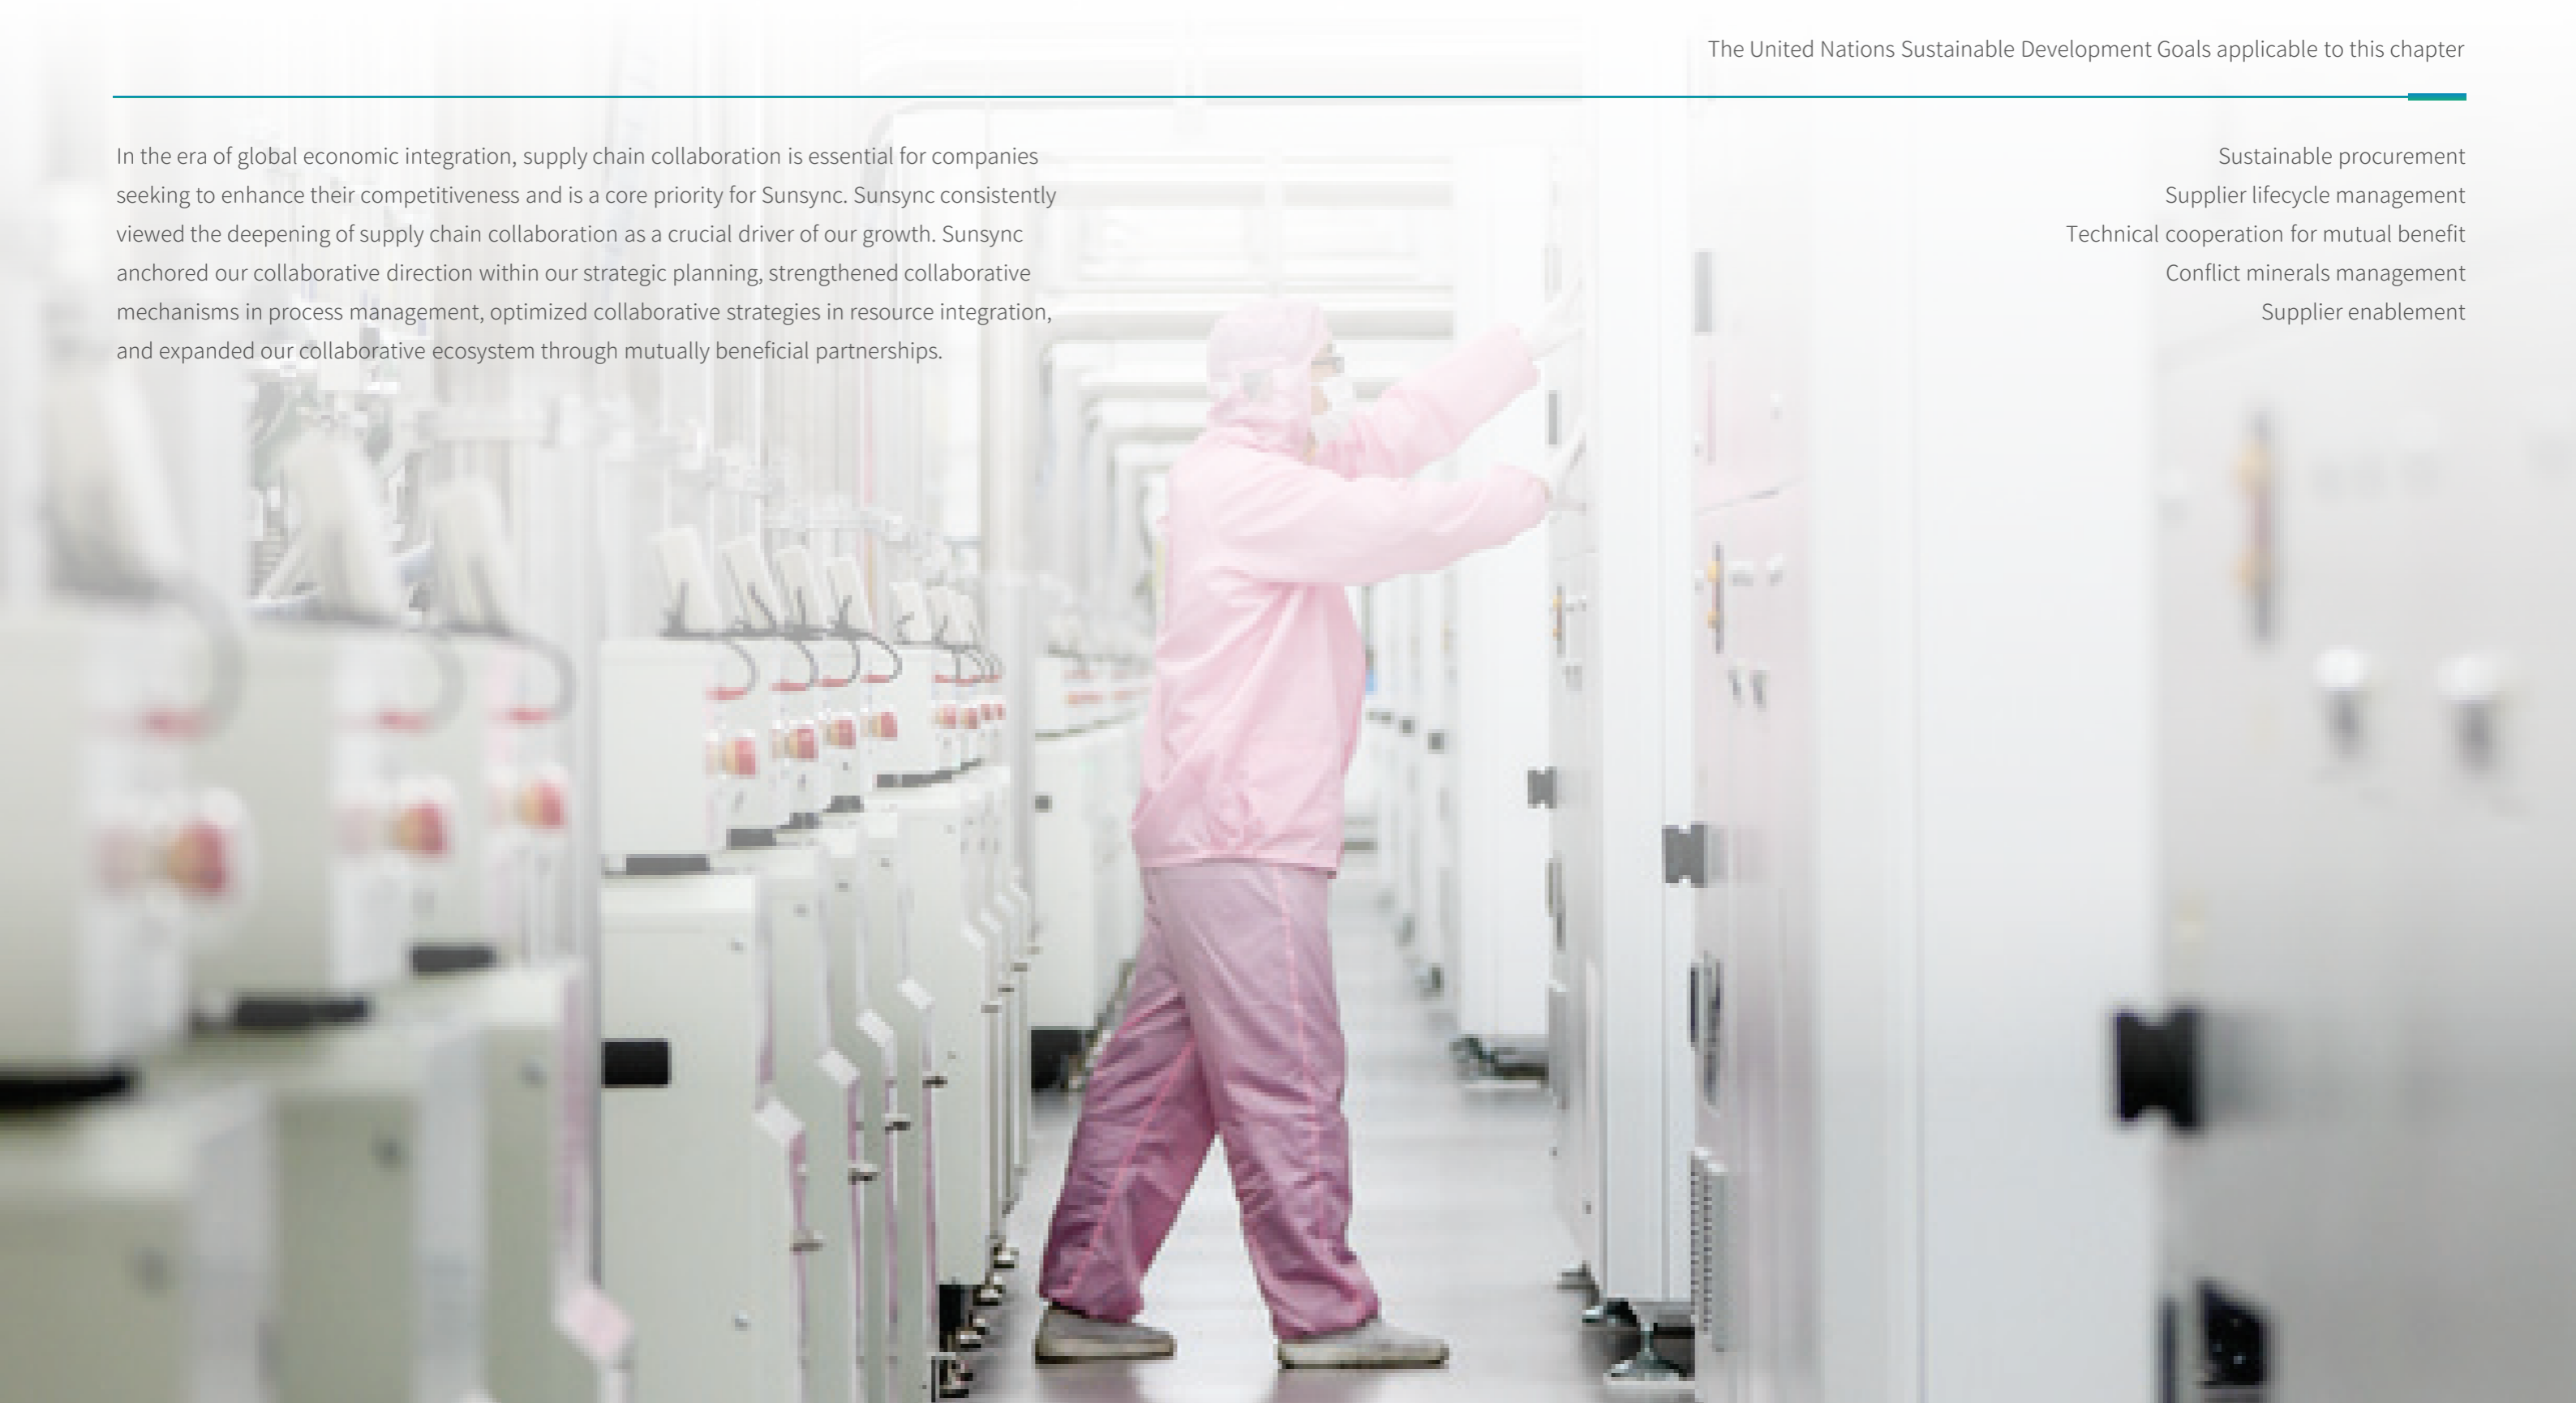 The United Nations Sustainable Development Goals applicable to this chapter
In the era of global economic integration, supply chain collaboration is essential for companies
seeking to enhance their competitiveness and is a core priority for Sunsync. Sunsync consistently
viewed the deepening of supply chain collaboration as a crucial driver of our growth. Sunsync
anchored our collaborative direction within our strategic planning, strengthened collaborative
mechanisms in process management, optimized collaborative strategies in resource integration,
and expanded our collaborative ecosystem through mutually beneficial partnerships.
Sustainable procurement
Supplier lifecycle management
Technical cooperation for mutual benefit
Conflict minerals management
Supplier enablement